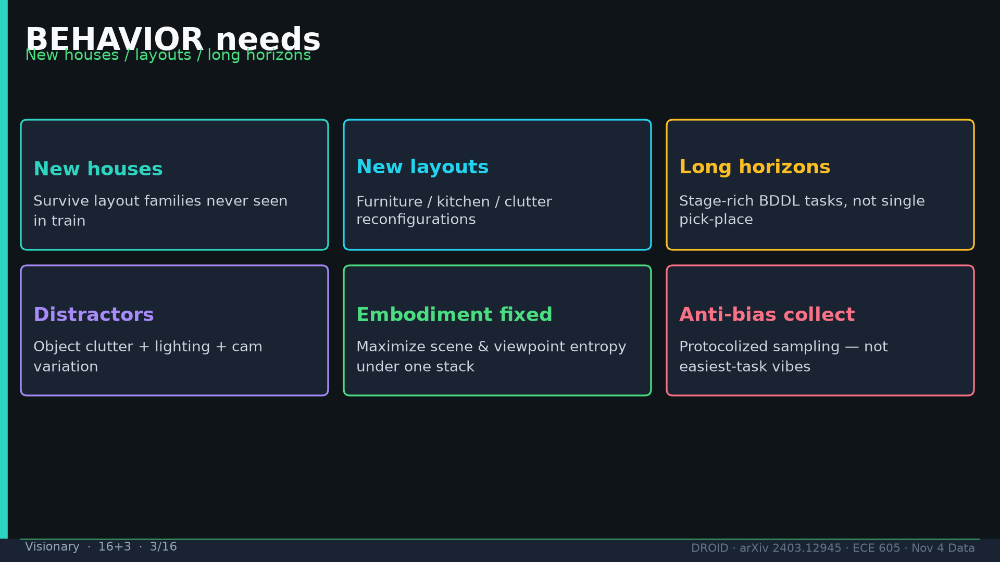 BEHAVIOR needs
New houses / layouts / long horizons
New houses
Survive layout families never seen
in train
New layouts
Furniture / kitchen / clutter
reconfigurations
Long horizons
Stage-rich BDDL tasks, not single
pick-place
Distractors
Object clutter + lighting + cam
variation
Embodiment fixed
Maximize scene & viewpoint entropy
under one stack
Anti-bias collect
Protocolized sampling — not
easiest-task vibes
Visionary · 16+3 · 3/16
DROID · arXiv 2403.12945 · ECE 605 · Nov 4 Data